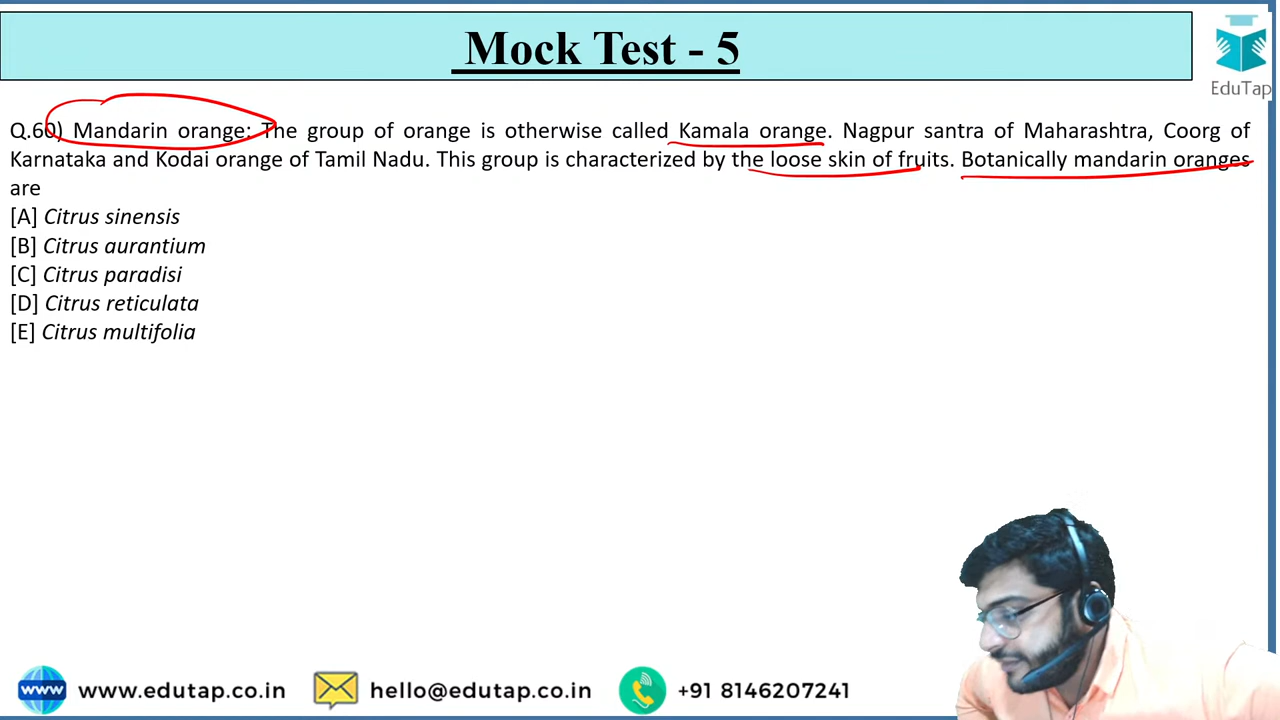 Mock Test - 5
EduTap
Q.60) Mandarin orange: The group of orange is otherwise called Kamala orange. Nagpur santra of Maharashtra, Coorg of
Karnataka and Kodai orange of Tamil Nadu. This group is characterized by the loose skin of fruits. Botanically mandarin oranges
are
[A] Citrus sinensis
[B] Citrus aurantium
[C] Citrus paradisi
[D] Citrus reticulata
[E] Citrus multifolia
www www.edutap.co.in hello@edutap.co.in +91 8146207241